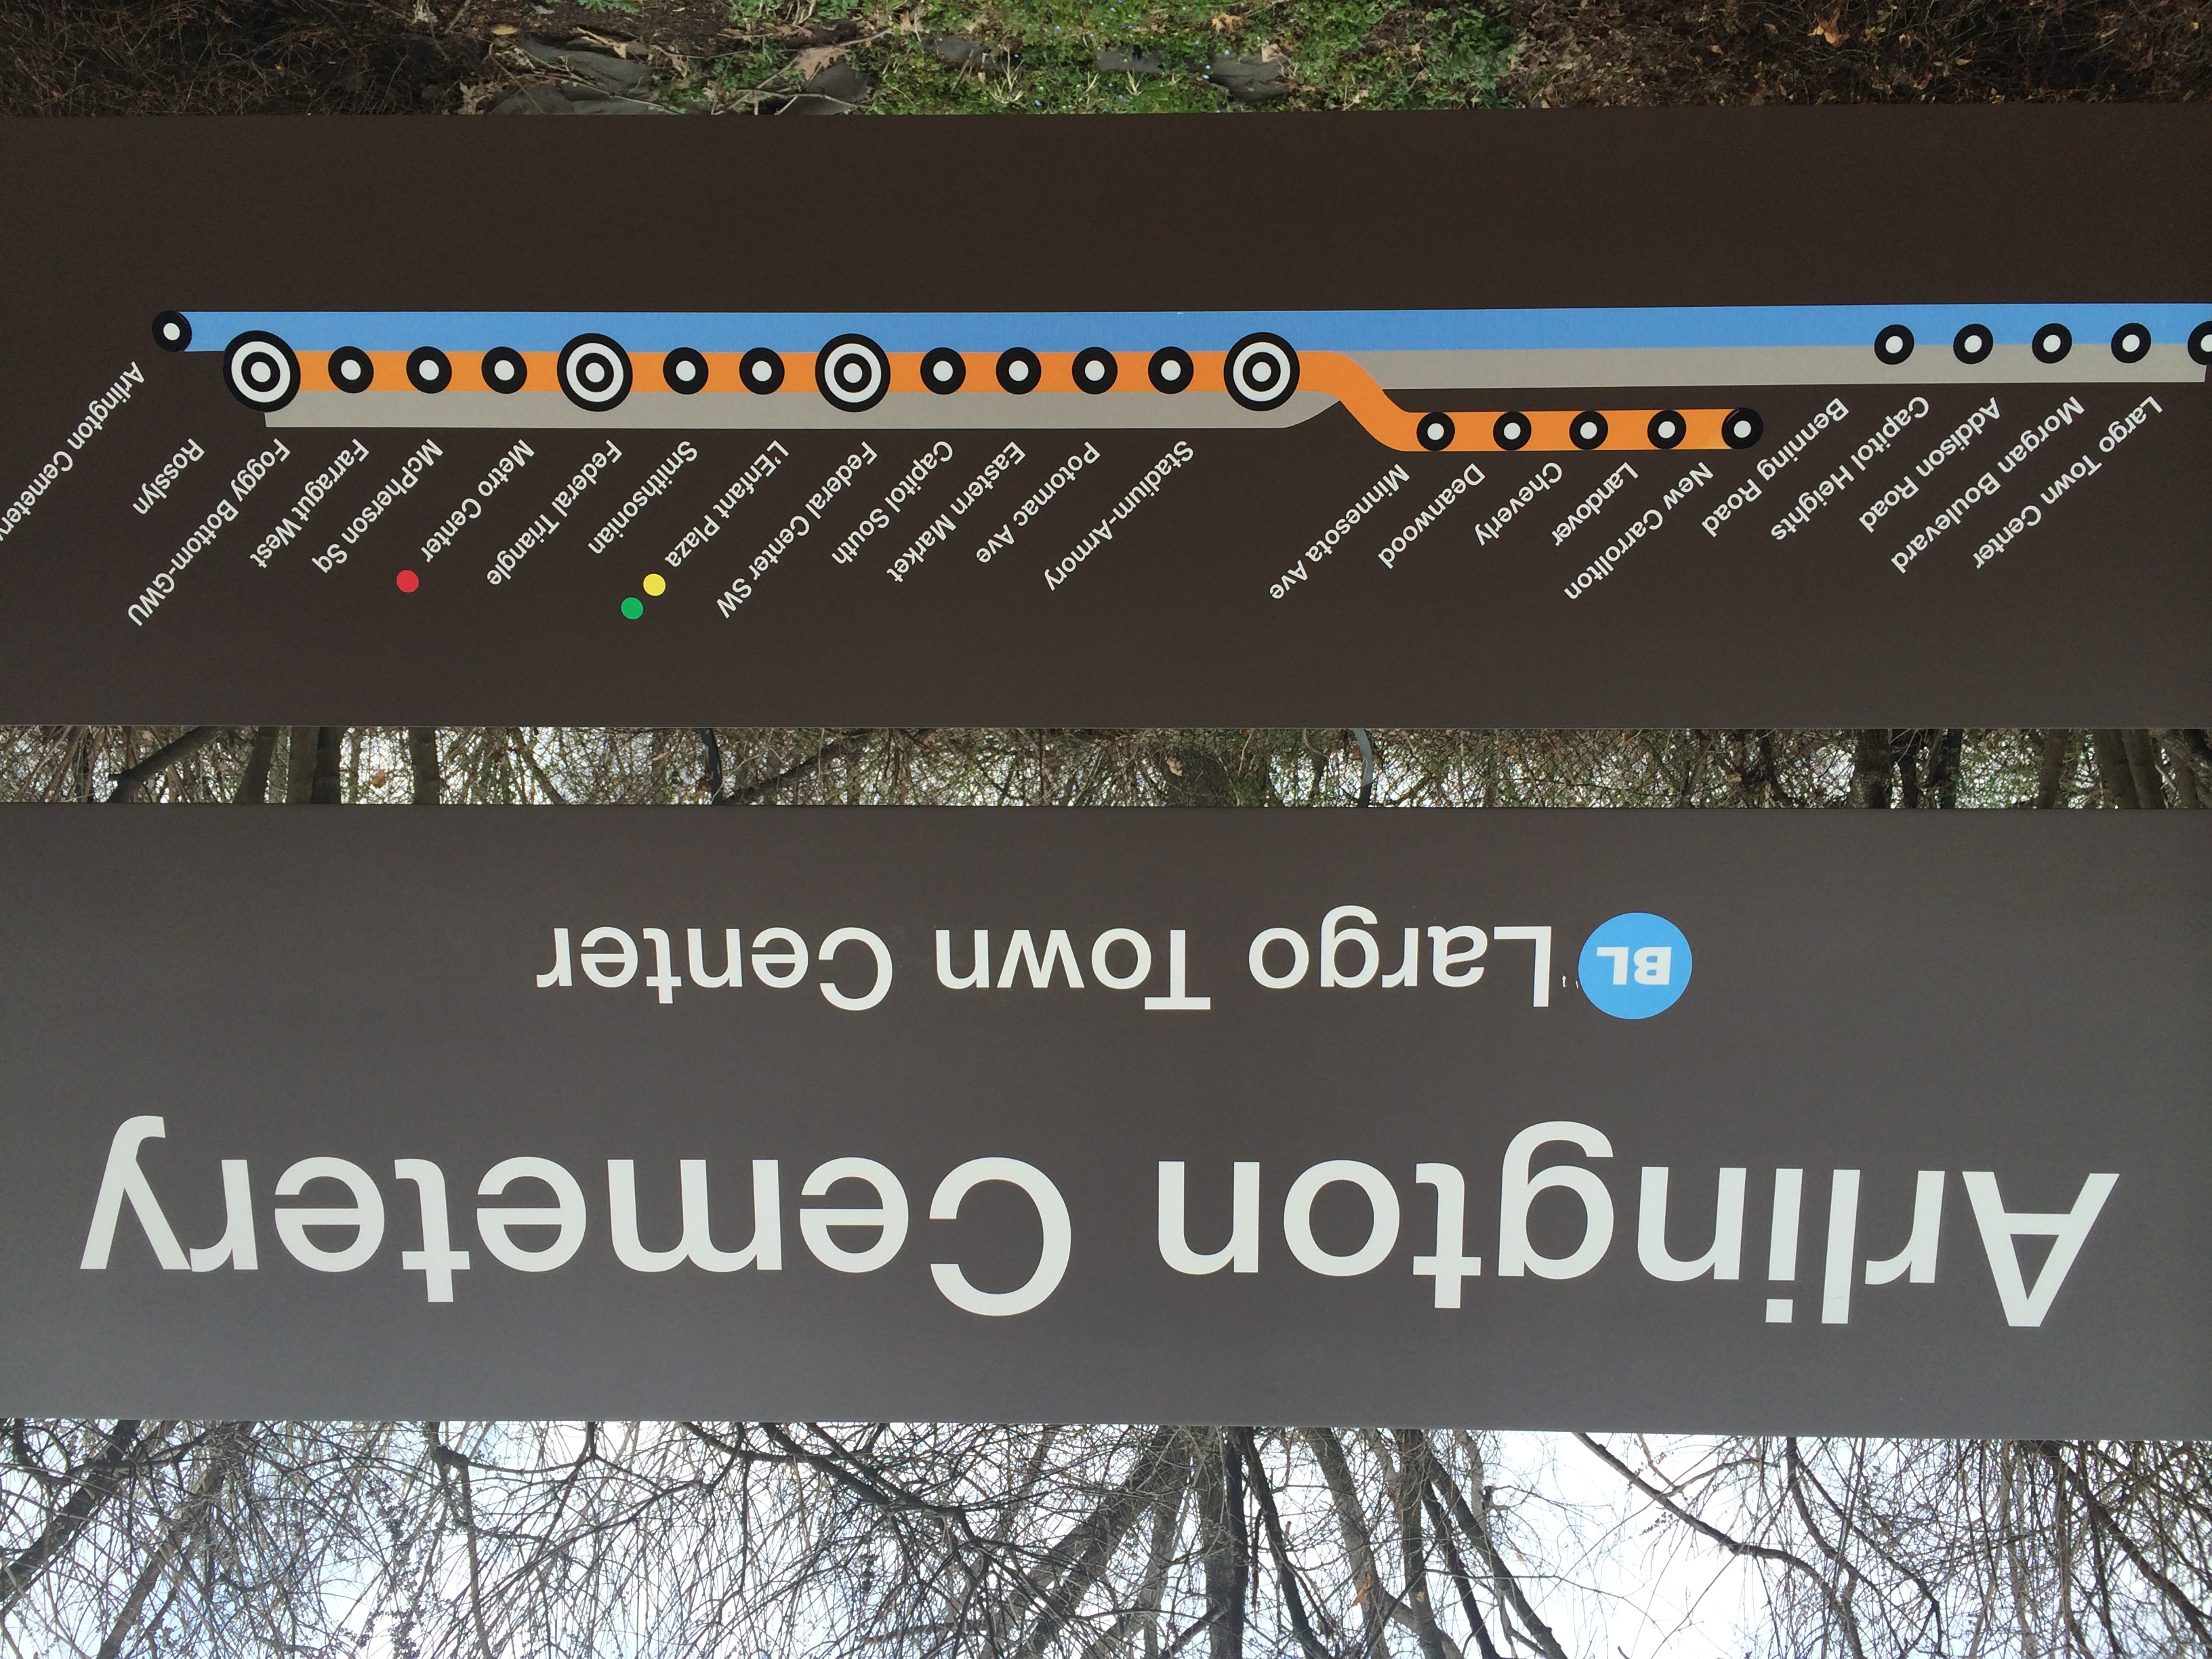 Arlington Cemetery
BL Largo Town Center
Largo Town Center
Morgan Boulevard
Addison Road
Capitol Heights
Benning Road
New Carrollton
Landover
Cheverly
Deanwood
Minnesota Ave
Stadium-Armory
Potomac Ave
Eastern Market
Capitol South
Federal Center SW
L'Enfant Plaza
Smithsonian
Federal Triangle
Metro Center
McPherson Sq
Farragut West
Foggy Bottom-GWU
Rosslyn
Arlington Cemetery